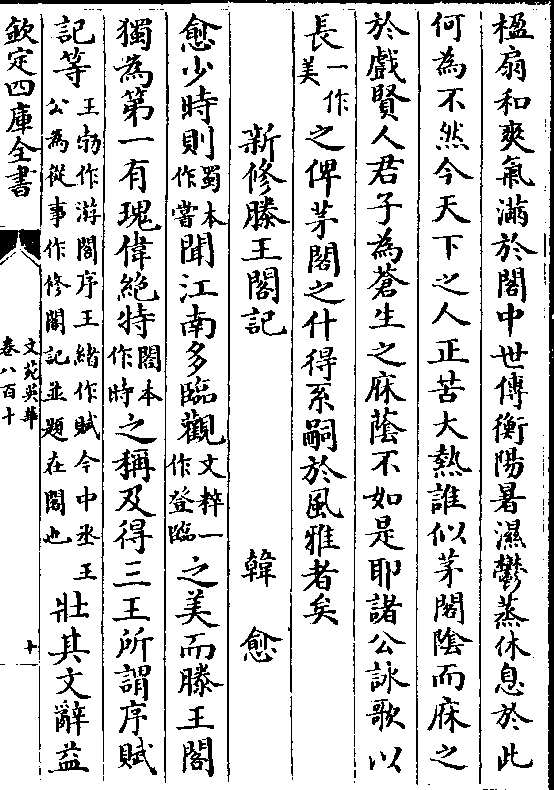 楹扇和爽氣滿於閣中世傳衡陽暑濕鬱蒸休息於此
何為不然今天下之人正苦大熱誰似茅閣陰而庥之
於戲賢人君子為蒼生之庥蔭不如是耶諸公詠歌以
長一作美之俾茅閣之什得系嗣於風雅者矣
新修滕王閣記 韓愈
愈少時則蜀本作嘗聞江南多臨觀文粹一作登臨之美而滕王閣
獨為第一有瑰偉絶特閣本作時之稱及得三王所謂序賦
記等王勃作游閣序王緒作賦今中丞王公為從事作修閣記並題在閣也壯其文辭益
欽定四庫全書
文苑英華
卷八百十
十